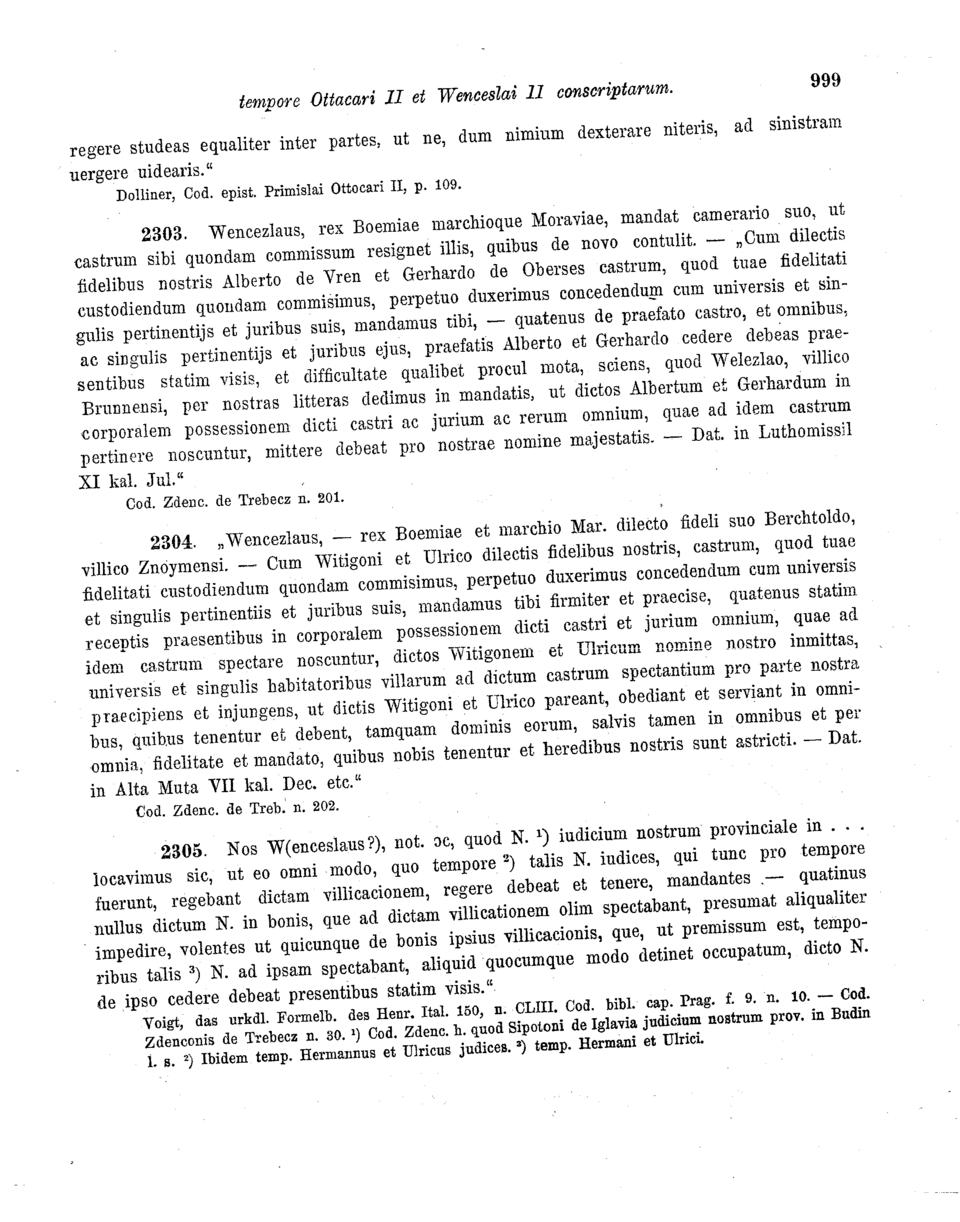 tempore Ottacari II et Wenceslai II conscriptarum. 999
regere studeas equaliter inter partes, ut ne, dum nimium dexterare niteris, ad sinistram
uergere uidearis.“
Dolliner, Cod. epist. Primislai Ottocari II, p. 109.
2303. Wencezlaus, rex Boemiae marchioque Moraviae, mandat camerario suo, ut
castrum sibi quondam commissum resignet illis, quibus de novo contulit. — „Cum dilectis
fidelibus nostris Alberto de Vren et Gerhardo de Oberses castrum, quod tuae fidelitati
custodiendum quondam commisimus, perpetuo duxerimus concedendum cum universis et sin-
gulis pertinentijs et juribus suis, mandamus tibi, — quatenus de praefato castro, et omnibus,
ac singulis pertinentijs et juribus ejus, praefatis Alberto et Gerhardo cedere debeas prae-
sentibus statim visis, et difficultate qualibet procul mota, sciens, quod Welezlao, villico
Brunnensi, per nostras litteras dedimus in mandatis, ut dictos Albertum et Gerhardum in
corporalem possessionem dicti castri ac jurium ac rerum omnium, quae ad idem castrum
pertinere noscuntur, mittere debeat pro nostrae nomine majestatis. — Dat. in Luthomissil
XI kal. Jul.“
Cod. Zdenc. de Trebecz n. 201.
2304. „Wencezlaus, — rex Boemiae et marchio Mar. dilecto fideli suo Berchtoldo,
villico Znoymensi. — Cum Witigoni et Ulrico dilectis fidelibus nostris, castrum, quod tuae
fidelitati custodiendum quondam commisimus, perpetuo duxerimus concedendum cum universis
et singulis pertinentiis et juribus suis, mandamus tibi firmiter et praecise, quatenus statim
receptis praesentibus in corporalem possessionem dicti castri et jurium omnium, quae ad
idem castrum spectare noscuntur, dictos Witigonem et Ulricum nomine nostro inmittas,
universis et singulis habitatoribus villarum ad dictum castrum spectantium pro parte nostra
praecipiens et injungens, ut dictis Witigoni et Ulrico pareant, obediant et serviant in omni-
bus, quibus tenentur et debent, tamquam dominis eorum, salvis tamen in omnibus et per
omnia, fidelitate et mandato, quibus nobis tenentur et heredibus nostris sunt astricti. — Dat.
in Alta Muta VII kal. Dec. etc.“
Cod. Zdenc. de Treb. n. 202.
2305. Nos W(enceslaus?), not. ɔc, quod N. ¹) iudicium nostrum provinciale in . . .
locavimus sic, ut eo omni modo, quo tempore ²) talis N. iudices, qui tunc pro tempore
fuerunt, regebant dictam villicacionem, regere debeat et tenere, mandantes — quatinus
nullus dictum N. in bonis, que ad dictam villicationem olim spectabant, presumat aliqualiter
impedire, volentes ut quicunque de bonis ipsius villicacionis, que, ut premissum est, tempo-
ribus talis ³) N. ad ipsam spectabant, aliquid quocumque modo detinet occupatum, dicto N.
de ipso cedere debeat presentibus statim visis.“
Voigt, das urkdl. Formelb. des Henr. Ital. 150, n. CLIII. Cod. bibl. cap. Prag. f. 9. n. 10. — Cod.
Zdenconis de Trebecz n. 30. ¹) Cod. Zdenc. h. quod Sipotoni de Iglavia judicium nostrum prov. in Budin
l. s. ²) Ibidem temp. Hermannus et Ulricus judices. ³) temp. Hermani et Ulrici.